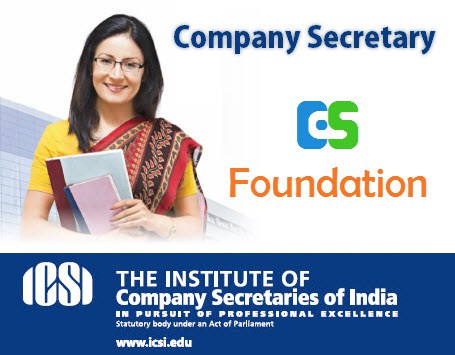 Company Secretary
CS
Foundation
ICSI
THE INSTITUTE OF
Company Secretaries of India
IN PURSUIT OF PROFESSIONAL EXCELLENCE
Statutory body under an Act of Parliament
www.icsi.edu